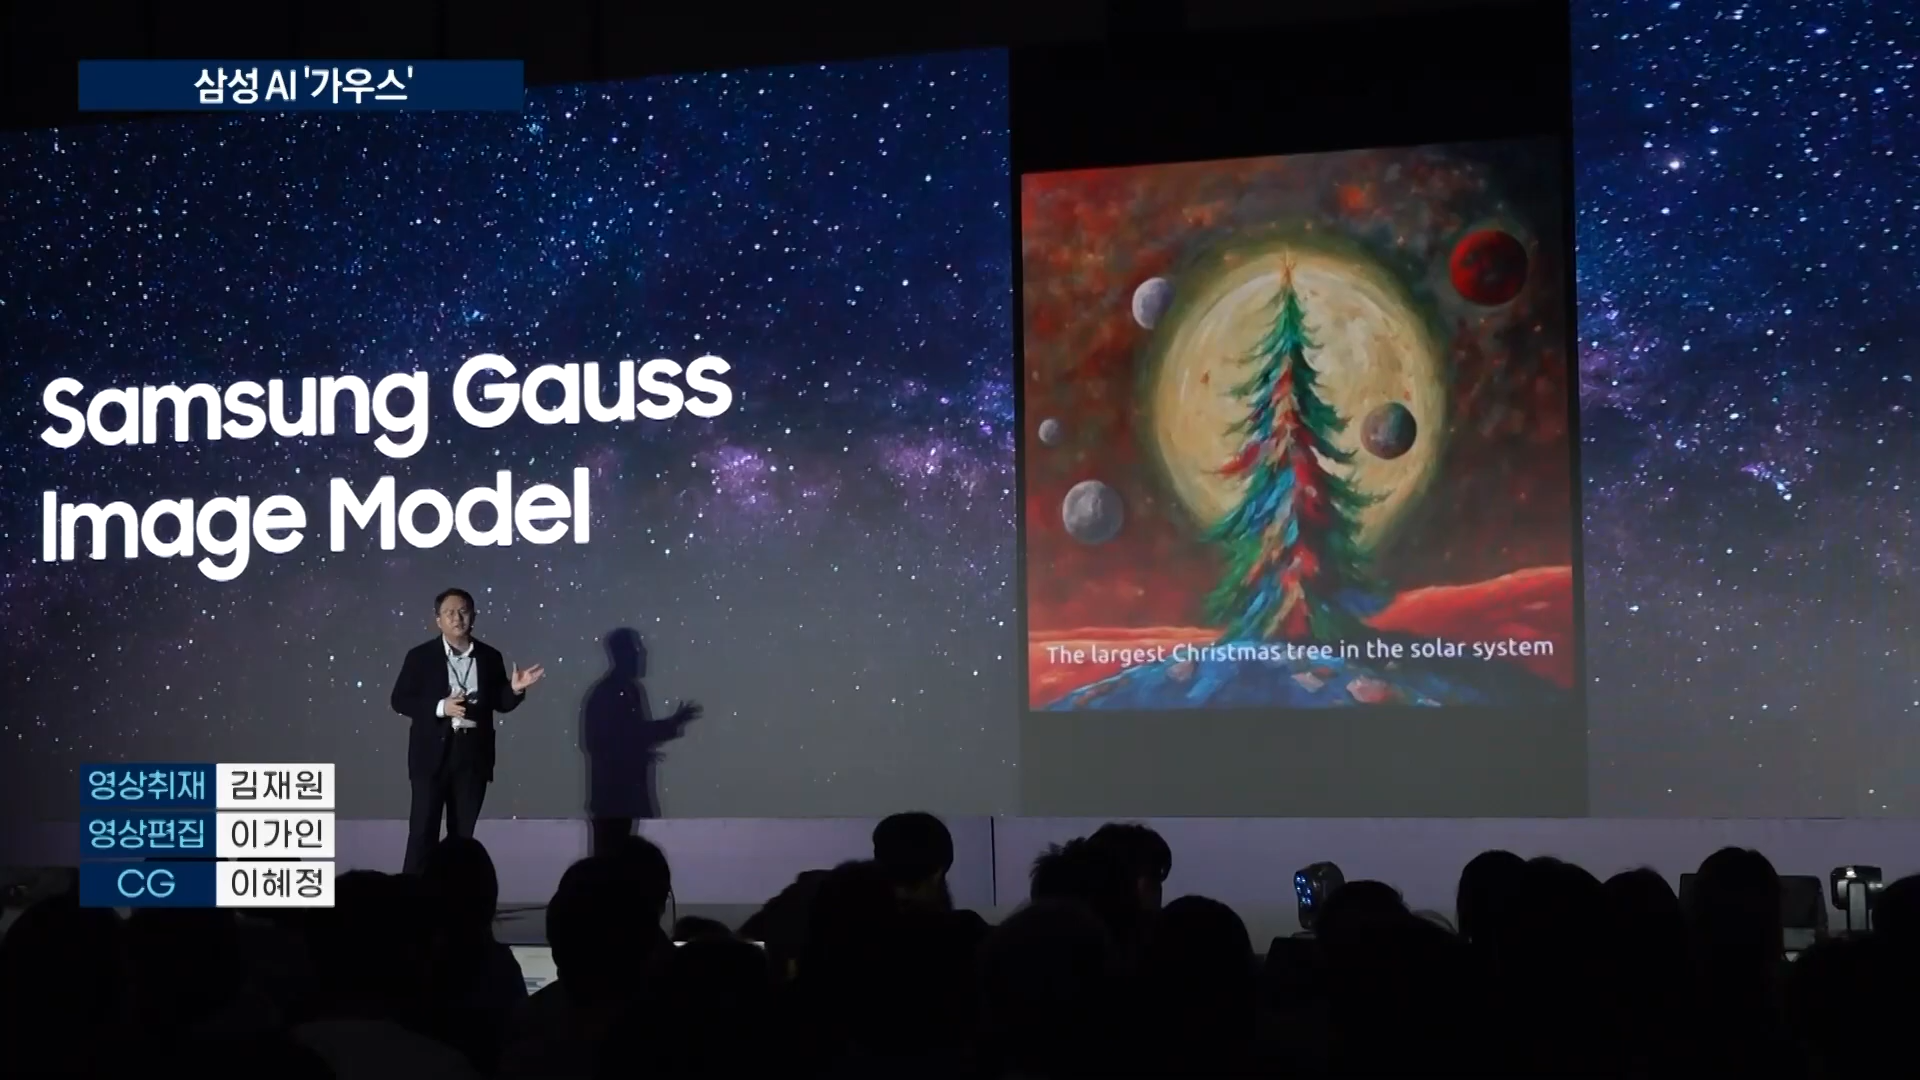 삼성 AI '가우스'
Samsung Gauss
Image Model
The largest Christmas tree in the solar system
영상취재 김재원
영상편집 이가인
CG 이혜정